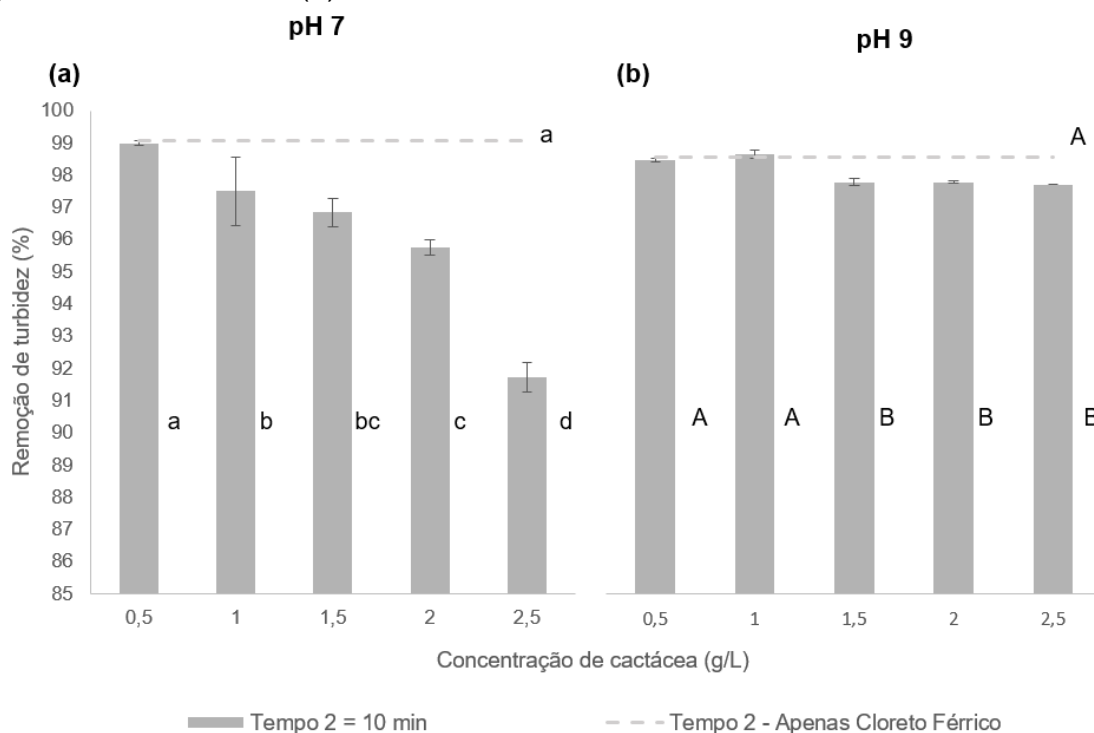 pH 7
pH 9
(a)
(b)
100
99
98
97
96
95
94
93
92
91
90
89
88
87
86
85
Remoção de turbidez (%)
a
a
b
bc
c
d
A
A
A
B
B
B
0,5 1 1,5 2 2,5
0,5 1 1,5 2 2,5
Concentração de cactácea (g/L)
Tempo 2 = 10 min
Tempo 2 - Apenas Cloreto Férrico